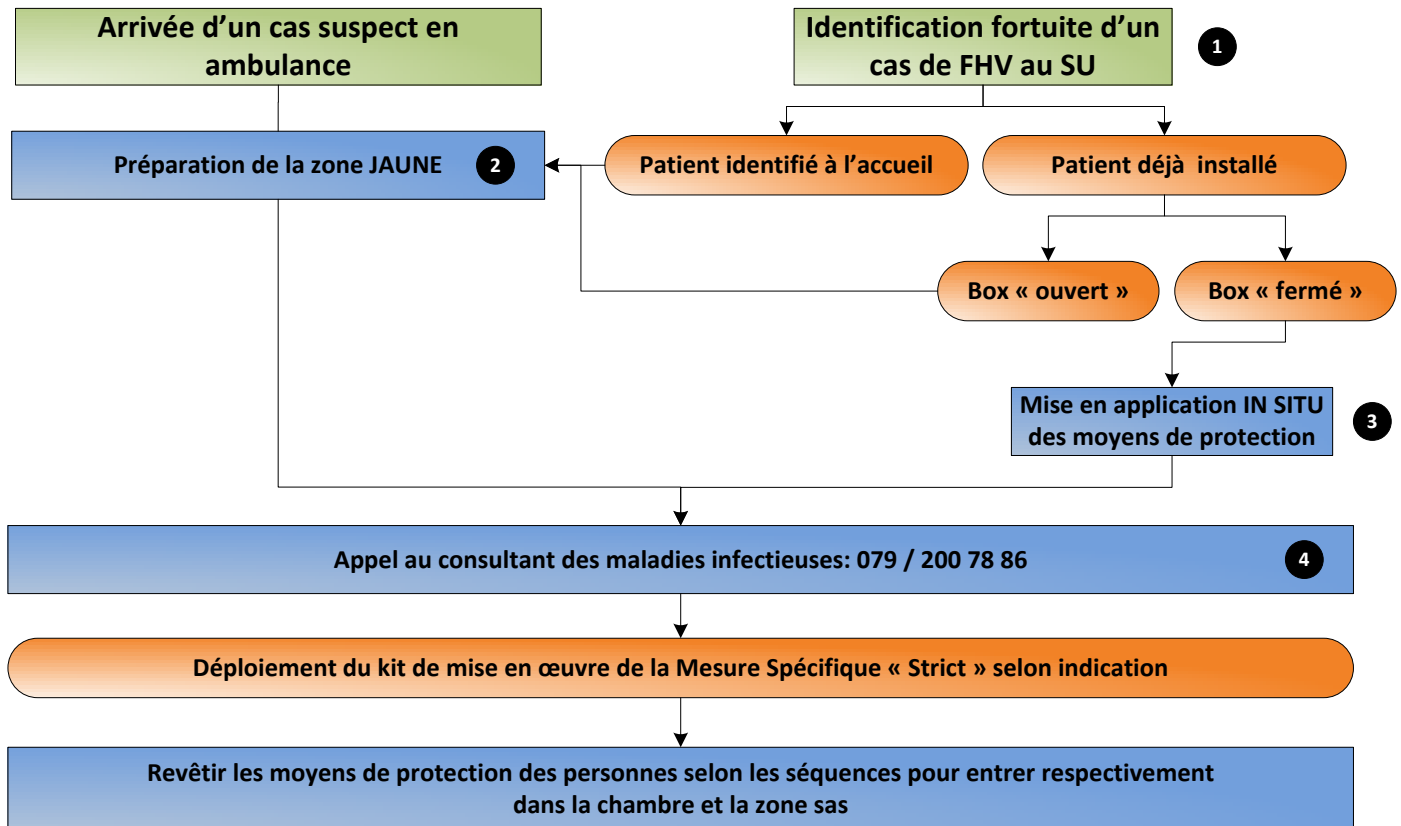 Arrivée d'un cas suspect en
ambulance
Identification fortuite d'un
cas de FHV au SU
1
Préparation de la zone JAUNE
2
Patient identifié à l'accueil
Patient déjà installé
Box « ouvert »
Box « fermé »
Mise en application IN SITU
des moyens de protection
3
Appel au consultant des maladies infectieuses: 079 / 200 78 86
4
Déploiement du kit de mise en œuvre de la Mesure Spécifique « Strict » selon indication
Revêtir les moyens de protection des personnes selon les séquences pour entrer respectivement
dans la chambre et la zone sas